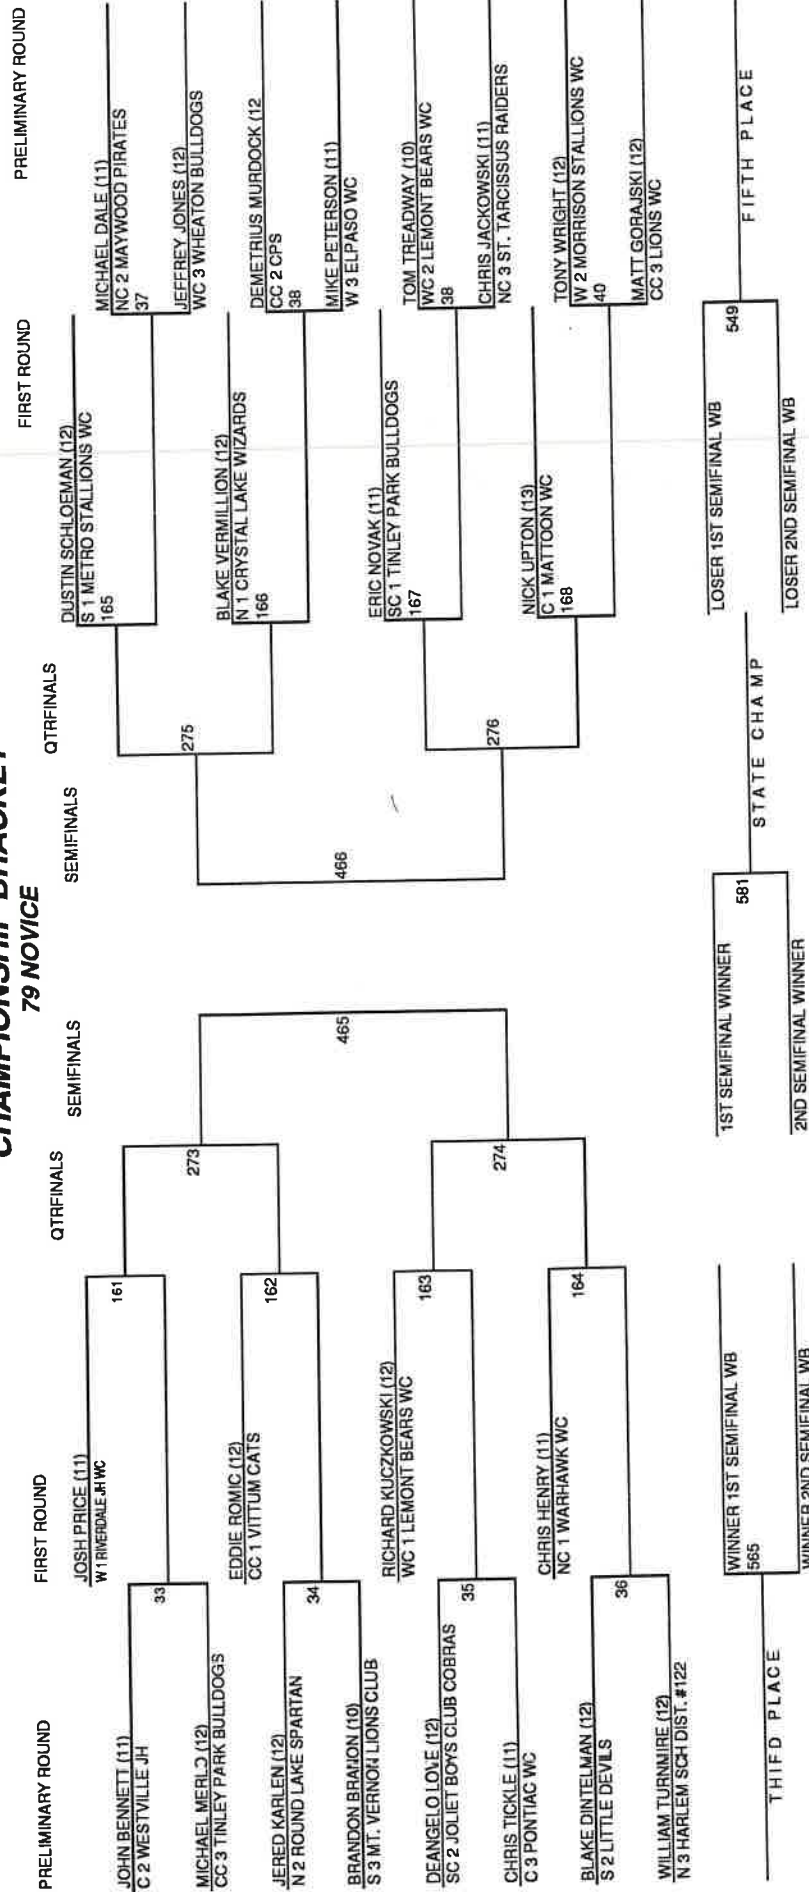 79 NOVICE
PRELIMINARY ROUND
FIRST ROUND
QTRFINALS
SEMIFINALS
SEMIFINALS
QTRFINALS
FIRST ROUND
PRELIMINARY ROUND
JOHN BENNETT (11)
C 2 WESTVILLE JH
33
MICHAEL MERLO (12)
CC 3 TINLEY PARK BULLDOGS
JERED KARLEN (12)
N 2 ROUND LAKE SPARTAN
34
BRANDON BRANON (10)
S 3 MT. VERNON LIONS CLUB
DEANGELO LOVE (12)
SC 2 JOLIET BOYS CLUB COBRAS
35
CHRIS TICKLE (11)
C 3 PONTIAC WC
BLAKE DINTELMAN (12)
S 2 LITTLE DEVILS
36
WILLIAM TURNMIRE (12)
N 3 HARLEM SCH DIST. #122
JOSH PRICE (11)
W 1 RIVERDALE JH WC
161
EDDIE ROMIC (12)
CC 1 VITTUM CATS
162
RICHARD KUCZKOWSKI (12)
WC 1 LEMONT BEARS WC
163
CHRIS HENRY (11)
NC 1 WARHAWK WC
164
273
274
465
466
275
276
DUSTIN SCHLOEMAN (12)
S 1 METRO STALLIONS WC
165
BLAKE VERMILLION (12)
N 1 CRYSTAL LAKE WIZARDS
166
ERIC NOVAK (11)
SC 1 TINLEY PARK BULLDOGS
167
NICK UPTON (13)
C 1 MATTOON WC
168
MICHAEL DALE (11)
NC 2 MAYWOOD PIRATES
37
JEFFREY JONES (12)
WC 3 WHEATON BULLDOGS
DEMETRIUS MURDOCK (12
CC 2 CPS
38
MIKE PETERSON (11)
W 3 ELPASO WC
TOM TREADWAY (10)
WC 2 LEMONT BEARS WC
38
CHRIS JACKOWSKI (11)
NC 3 ST. TARCISSUS RAIDERS
TONY WRIGHT (12)
W 2 MORRISON STALLIONS WC
40
MATT GORAJSKI (12)
CC 3 LIONS WC
THIRD PLACE
WINNER 1ST SEMIFINAL WB
565
WINNER 2ND SEMIFINAL WB
1ST SEMIFINAL WINNER
581
2ND SEMIFINAL WINNER
STATE CHAMP
LOSER 1ST SEMIFINAL WB
549
LOSER 2ND SEMIFINAL WB
FIFTH PLACE